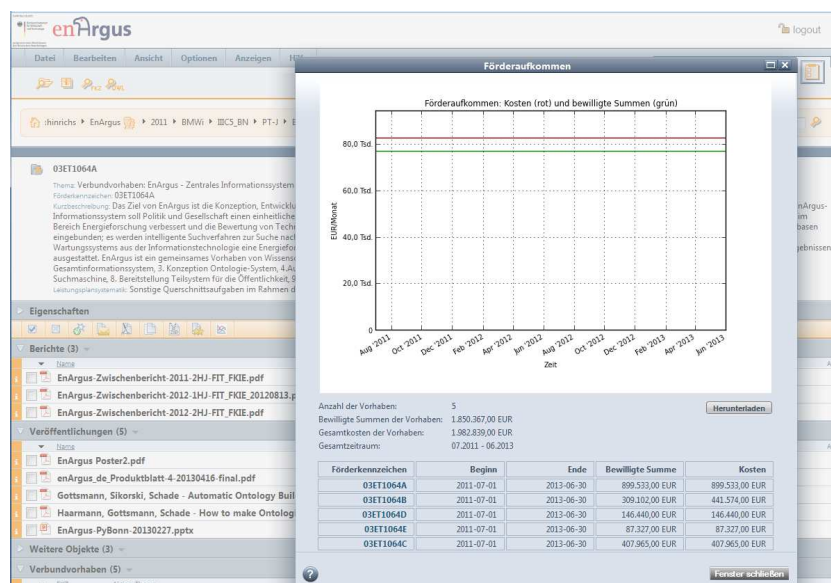 enArgus
logout
Datei Bearbeiten Ansicht Optionen Anzeigen
Förderaufkommen
:hinrichs EnArgus 2011 BMWi IIIC5_BN PT-J
Förderaufkommen: Kosten (rot) und bewilligte Summen (grün)
80,0 Tsd.
60,0 Tsd.
40,0 Tsd.
20,0 Tsd.
0
EUR/Monat
Aug '2011 Oct '2011 Dec '2011 Feb '2012 Apr '2012 Jun '2012 Aug '2012 Oct '2012 Dec '2012 Feb '2013 Apr '2013 Jun '2013
Zeit
03ET1064A
Thema: Verbundvorhaben: EnArgus - Zentrales Informationssystem
Förderkennzeichen: 03ET1064A
Kurzbeschreibung: Das Ziel von EnArgus ist die Konzeption, Entwicklu
nArgus-
Informationssystem soll Politik und Gesellschaft einen einheitliche
im
Bereich Energieforschung verbessert und die Bewertung von Tech
basen
eingebunden; es werden intelligente Suchverfahren zur Suche nac
Wartungssystems aus der Informationstechnologie eine Energiefor
ebnissen
ausgestattet. EnArgus ist ein gemeinsames Vorhaben von Wissens
Gesamtinformationssystem, 3. Konzeption Ontologie-System, 4.Au
Suchmaschine, 8. Bereitstellung Teilsystem für die Öffentlichkeit, 9
Leistungsplansystematik: Sonstige Querschnittsaufgaben im Rahmen d
Eigenschaften
Berichte (3)
Name
EnArgus-Zwischenbericht-2011-2HJ-FIT_FKIE.pdf
EnArgus-Zwischenbericht-2012-1HJ-FIT_FKIE_20120813.p
EnArgus-Zwischenbericht-2012-2HJ-FIT_FKIE.pdf
Veröffentlichungen (5)
Name
EnArgus Poster2.pdf
enArgus_de_Produktblatt-4-20130416-final.pdf
Gottsmann, Sikorski, Schade - Automatic Ontology Buil
Haarmann, Gottsmann, Schade - How to make Ontologi
EnArgus-PyBonn-20130227.pptx
Weitere Objekte (3)
Verbundvorhaben (5)
Anzahl der Vorhaben: 5
Herunterladen
Bewilligte Summen der Vorhaben: 1.850.367,00 EUR
Gesamtkosten der Vorhaben: 1.982.839,00 EUR
Gesamtzeitraum: 07.2011 - 06.2013
Förderkennzeichen Beginn Ende Bewilligte Summe Kosten
03ET1064A 2011-07-01 2013-06-30 899.533,00 EUR 899.533,00 EUR
03ET1064B 2011-07-01 2013-06-30 309.102,00 EUR 441.574,00 EUR
03ET1064D 2011-07-01 2013-06-30 146.440,00 EUR 146.440,00 EUR
03ET1064E 2011-07-01 2013-06-30 87.327,00 EUR 87.327,00 EUR
03ET1064C 2011-07-01 2013-06-30 407.965,00 EUR 407.965,00 EUR
Fenster schließen